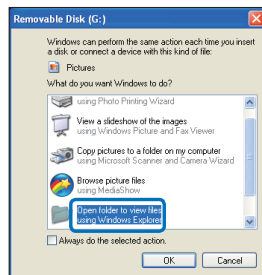 Removable Disk (G:)
Windows can perform the same action each time you insert
a disk or connect a device with this kind of file:
Pictures
What do you want Windows to do?
using Photo Printing Wizard
View a slideshow of the images
using Windows Picture and Fax Viewer
Copy pictures to a folder on my computer
using Microsoft Scanner and Camera Wizard
Browse picture files
using MediaShow
Open folder to view files
using Windows Explorer
Always do the selected action.
OK
Cancel